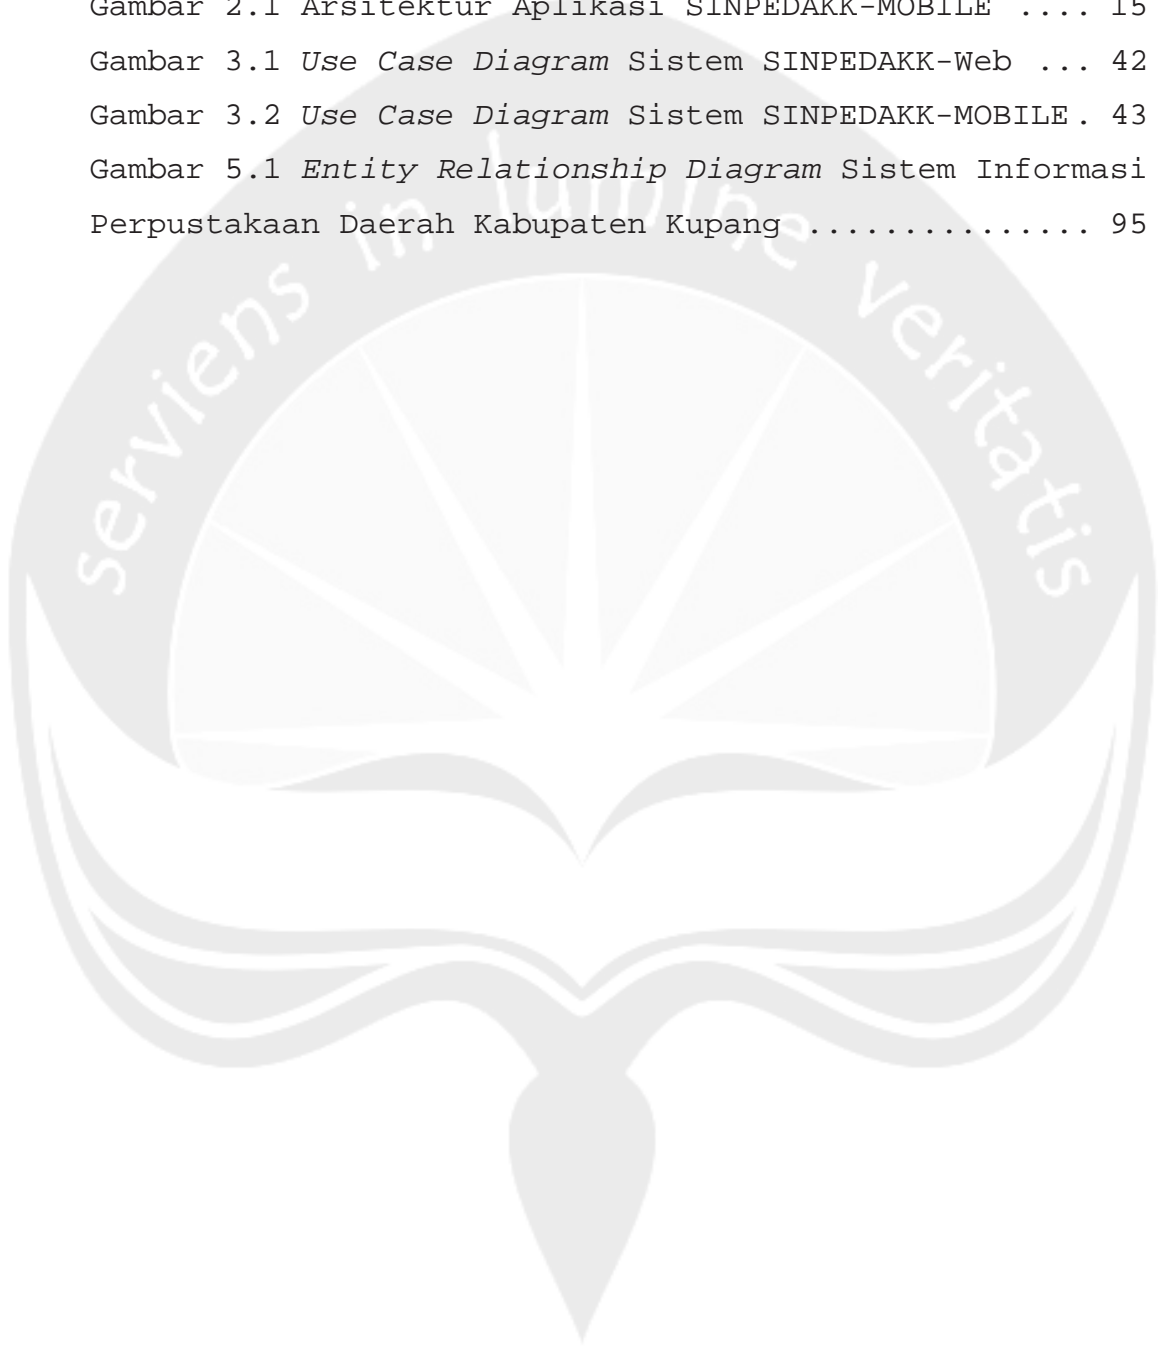 Gambar 2.1 Arsitektur Aplikasi SINPEDAKK-MOBILE .... 15
Gambar 3.1 Use Case Diagram Sistem SINPEDAKK-Web ... 42
Gambar 3.2 Use Case Diagram Sistem SINPEDAKK-MOBILE. 43
Gambar 5.1 Entity Relationship Diagram Sistem Informasi
Perpustakaan Daerah Kabupaten Kupang ............... 95
serviens in lumine veritatis